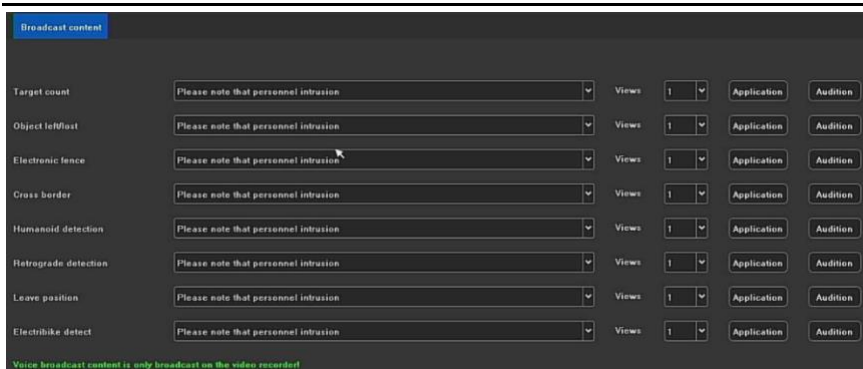 Broadcast content
Target count Please note that personnel intrusion Views 1 Application Audition
Object left/lost Please note that personnel intrusion Views 1 Application Audition
Electronic fence Please note that personnel intrusion Views 1 Application Audition
Cross border Please note that personnel intrusion Views 1 Application Audition
Humanoid detection Please note that personnel intrusion Views 1 Application Audition
Retrograde detection Please note that personnel intrusion Views 1 Application Audition
Leave position Please note that personnel intrusion Views 1 Application Audition
Electribike detect Please note that personnel intrusion Views 1 Application Audition
Voice broadcast content is only broadcast on the video recorder!